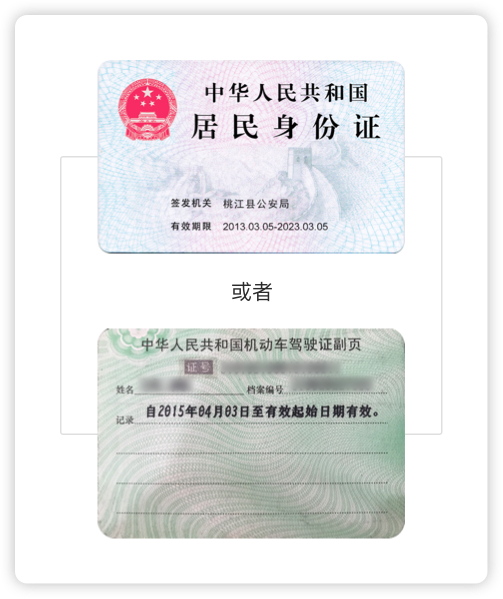 中华人民共和国
居民身份证
签发机关 桃江县公安局
有效期限 2013.03.05-2023.03.05
或者
中华人民共和国机动车驾驶证副页
证号
姓名 档案编号
记录 自2015年04月03日至有效起始日期有效。